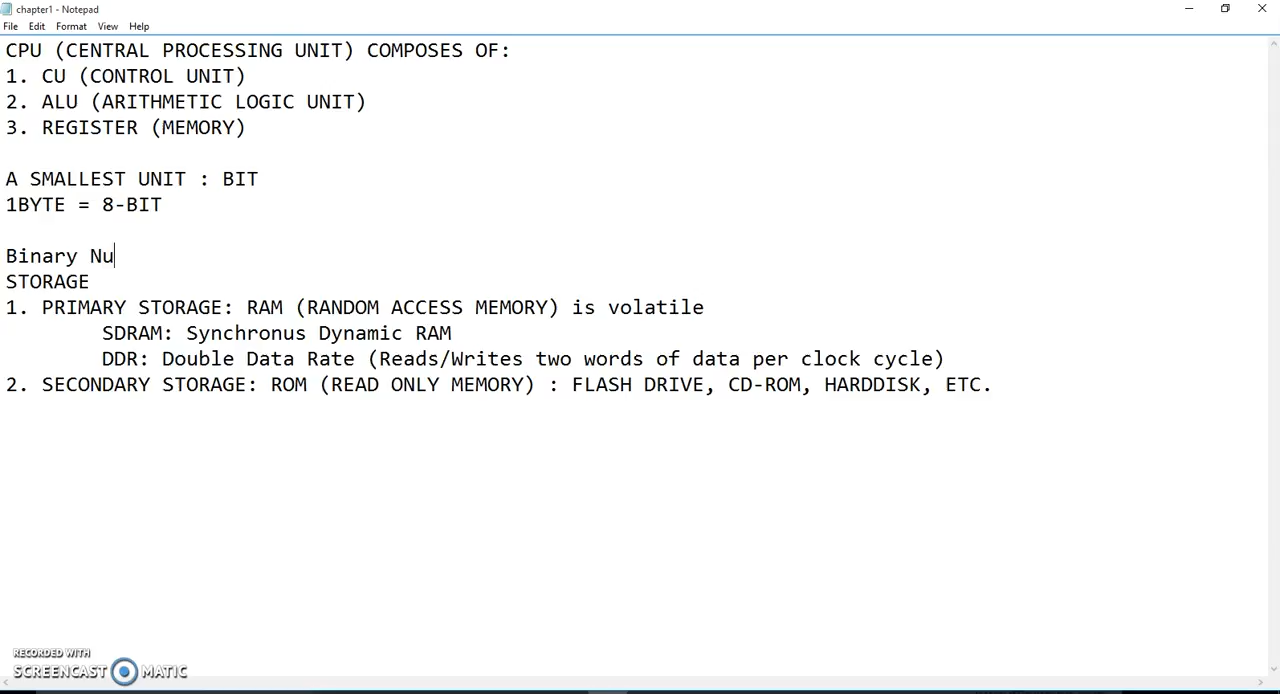 chapter1 - Notepad
File Edit Format View Help
CPU (CENTRAL PROCESSING UNIT) COMPOSES OF:
1. CU (CONTROL UNIT)
2. ALU (ARITHMETIC LOGIC UNIT)
3. REGISTER (MEMORY)
A SMALLEST UNIT : BIT
1BYTE = 8-BIT
Binary Nu
STORAGE
1. PRIMARY STORAGE: RAM (RANDOM ACCESS MEMORY) is volatile
SDRAM: Synchronus Dynamic RAM
DDR: Double Data Rate (Reads/Writes two words of data per clock cycle)
2. SECONDARY STORAGE: ROM (READ ONLY MEMORY) : FLASH DRIVE, CD-ROM, HARDDISK, ETC.
RECORDED WITH
SCREENCAST MATIC